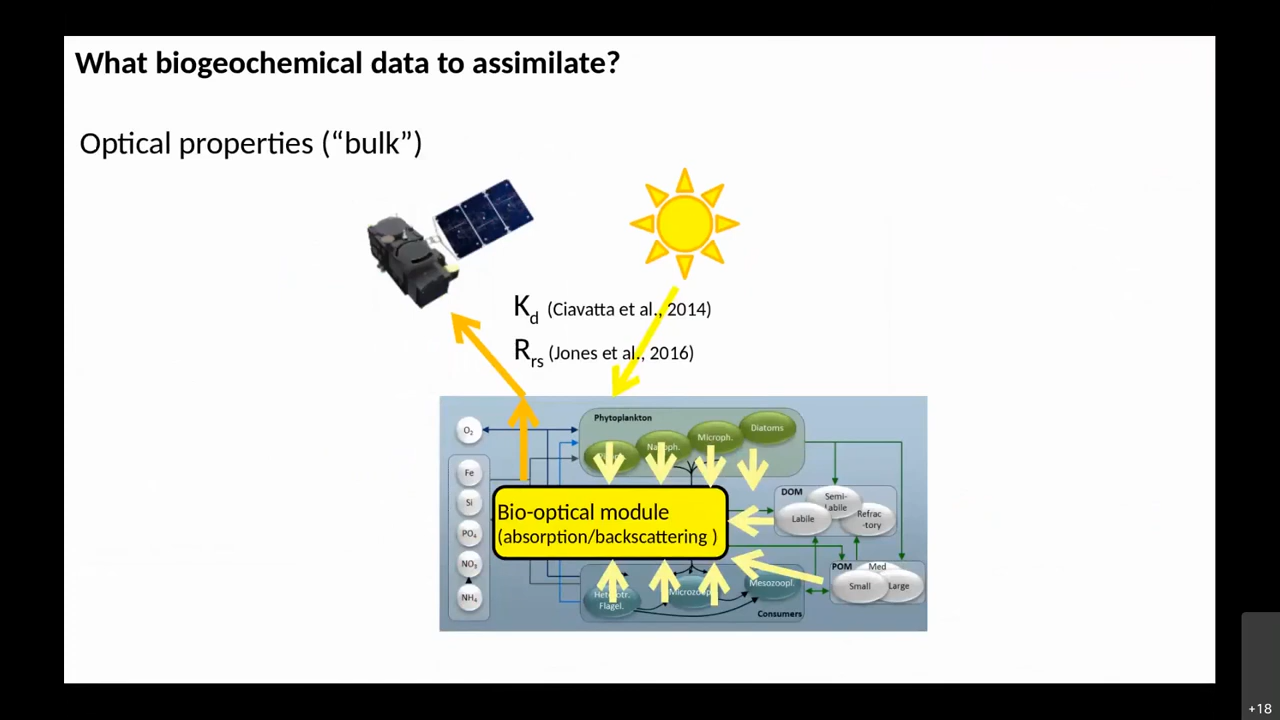 What biogeochemical data to assimilate?
Optical properties (“bulk”)
Kd (Ciavatta et al., 2014)
Rrs (Jones et al., 2016)
Phytoplankton
Diatoms
Microph.
O2
Fe
Si
PO4
NO3
NH4
Bio-optical module
(absorption/backscattering )
DOM
Semi-
Labile
Labile
Refrac
-tory
POM
Med
Small
Large
Mesozoopl.
Flagel.
Consumers
+18